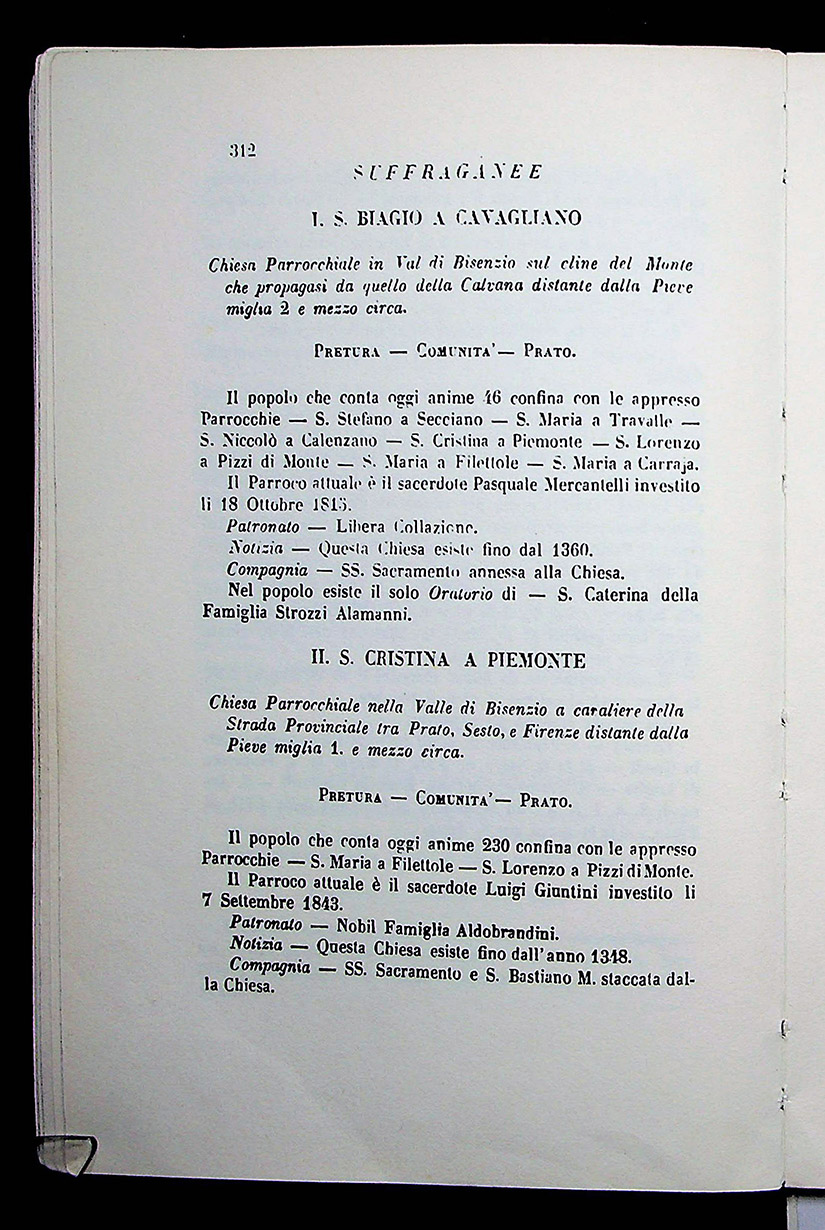 312
SUFFRAGANEE
I. S. BIAGIO A CAVAGLIANO
Chiesa Parrocchiale in Val di Bisenzio sul cline del Monte
che propagasi da quello della Calvana distante dalla Pieve
miglia 2 e mezzo circa.
PRETURA — COMUNITA' — PRATO.
Il popolo che conta oggi anime 46 confina con le appresso
Parrocchie — S. Stefano a Secciano — S. Maria a Travalle —
S. Niccolò a Calenzano — S. Cristina a Piemonte — S. Lorenzo
a Pizzi di Monte — S. Maria a Filettole — S. Maria a Carraja.
Il Parroco attuale è il sacerdote Pasquale Mercantelli investito
li 18 Ottobre
Patronato — Libera Collazione.
Notizia — Questa Chiesa esiste fino dal 1360.
Compagnia — SS. Sacramento annessa alla Chiesa.
Nel popolo esiste il solo Oratorio di — S. Caterina della
Famiglia Strozzi Alamanni.
II. S. CRISTINA A PIEMONTE
Chiesa Parrocchiale nella Valle di Bisenzio a cavaliere della
Strada Provinciale tra Prato, Sesto, e Firenze distante dalla
Pieve miglia 1. e mezzo circa.
PRETURA — COMUNITA' — PRATO.
Il popolo che conta oggi anime 230 confina con le appresso
Parrocchie — S. Maria a Filettole — S. Lorenzo a Pizzi di Monte.
Il Parroco attuale è il sacerdote Luigi Giuntini investito li
7 Settembre 1843.
Patronato — Nobil Famiglia Aldobrandini.
Notizia — Questa Chiesa esiste fino dall'anno 1348.
Compagnia — SS. Sacramento e S. Bastiano M. staccata dal-
la Chiesa.